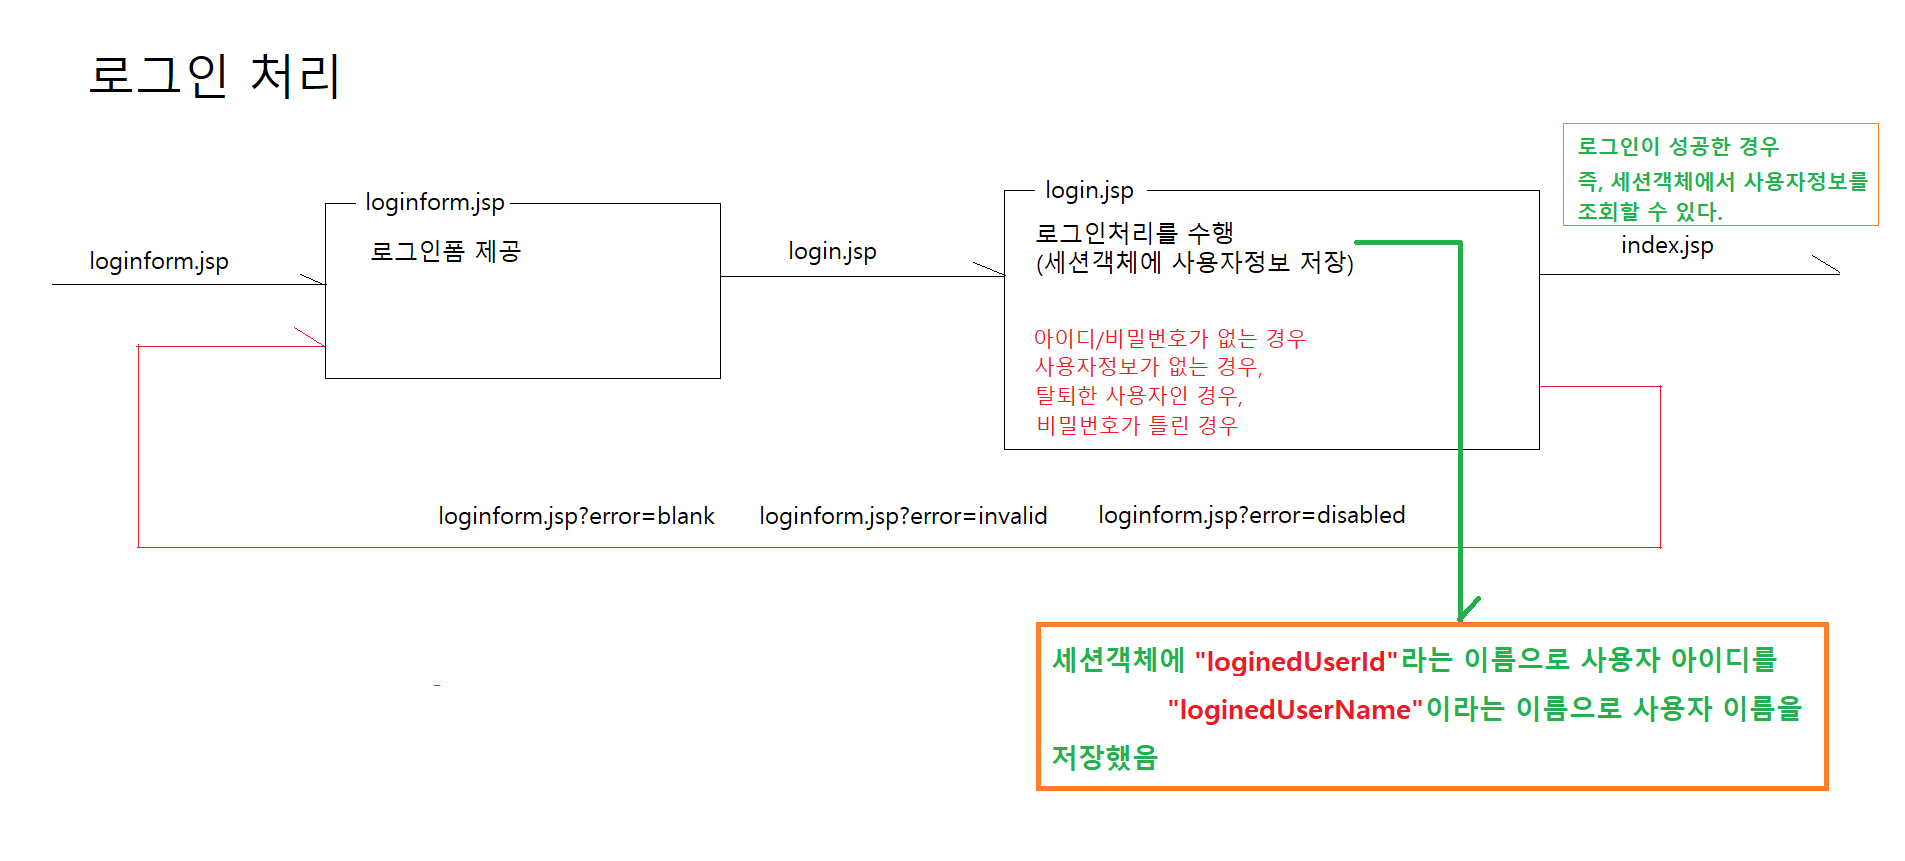 로그인 처리
로그인이 성공한 경우
즉, 세션객체에서 사용자정보를
조회할 수 있다.
loginform.jsp
loginform.jsp
로그인폼 제공
login.jsp
login.jsp
로그인처리를 수행
(세션객체에 사용자정보 저장)
아이디/비밀번호가 없는 경우
사용자정보가 없는 경우,
탈퇴한 사용자인 경우,
비밀번호가 틀린 경우
index.jsp
loginform.jsp?error=blank
loginform.jsp?error=invalid
loginform.jsp?error=disabled
세션객체에 "loginedUserId"라는 이름으로 사용자 아이디를
"loginedUserName"이라는 이름으로 사용자 이름을
저장했음